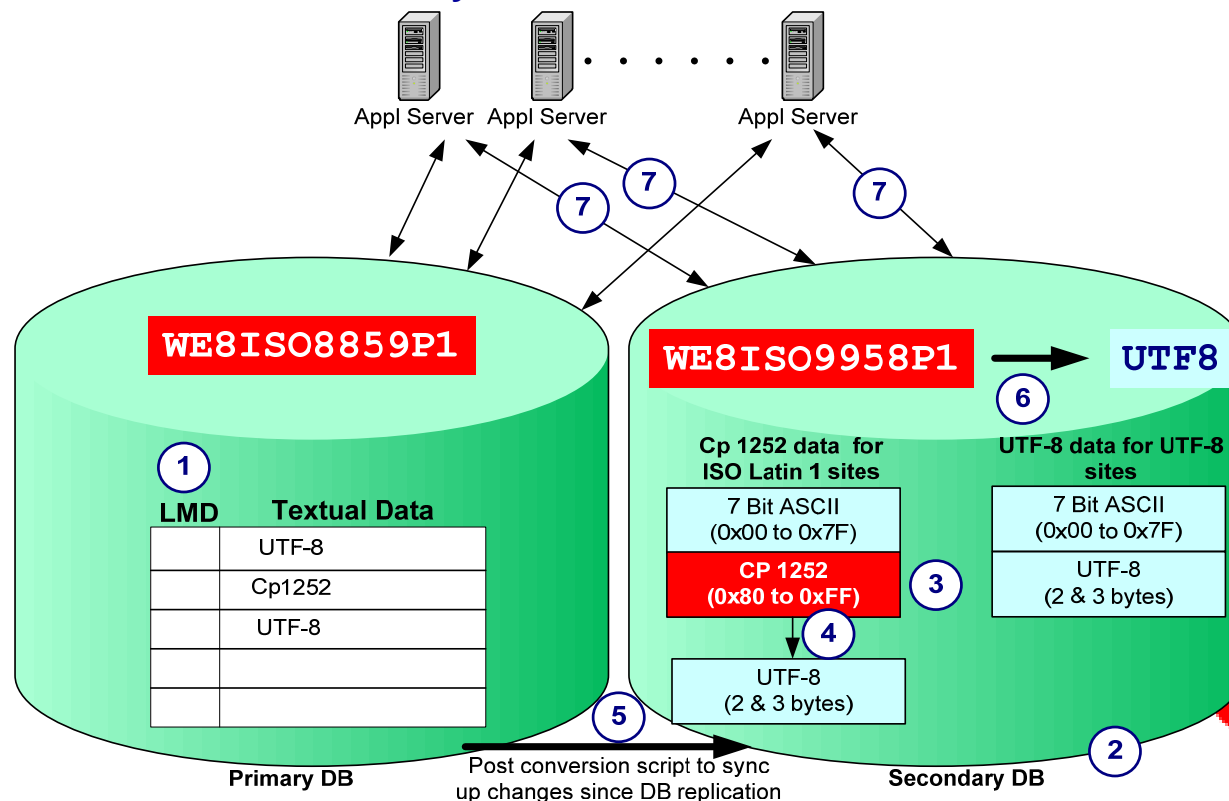 Appl Server Appl Server Appl Server
7
7
7
WE8ISO8859P1
WE8ISO9958P1
UTF8
6
1
LMD Textual Data
UTF-8
Cp1252
UTF-8
Cp 1252 data for
ISO Latin 1 sites
7 Bit ASCII
(0x00 to 0x7F)
CP 1252
(0x80 to 0xFF)
3
4
UTF-8
(2 & 3 bytes)
UTF-8 data for UTF-8
sites
7 Bit ASCII
(0x00 to 0x7F)
UTF-8
(2 & 3 bytes)
5
2
Primary DB
Post conversion script to sync
up changes since DB replication
Secondary DB